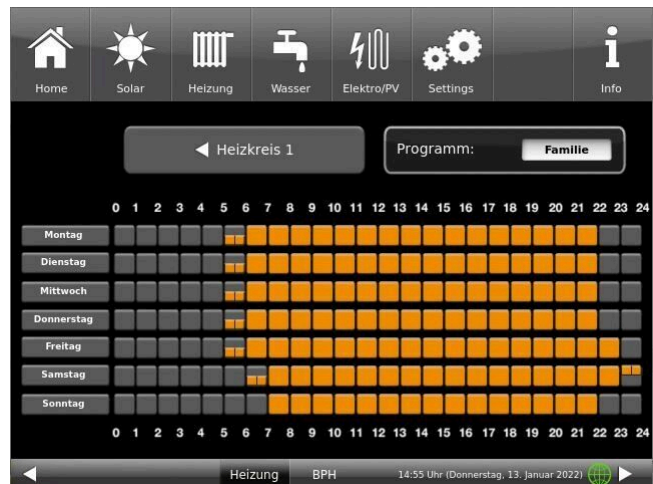 Home Solar Heizung Wasser Elektro/PV Settings Info
Heizkreis 1 Programm: Familie
0 1 2 3 4 5 6 7 8 9 10 11 12 13 14 15 16 17 18 19 20 21 22 23 24
Montag
Dienstag
Mittwoch
Donnerstag
Freitag
Samstag
Sonntag
0 1 2 3 4 5 6 7 8 9 10 11 12 13 14 15 16 17 18 19 20 21 22 23 24
Heizung BPH 14:55 Uhr (Donnerstag, 13. Januar 2022)